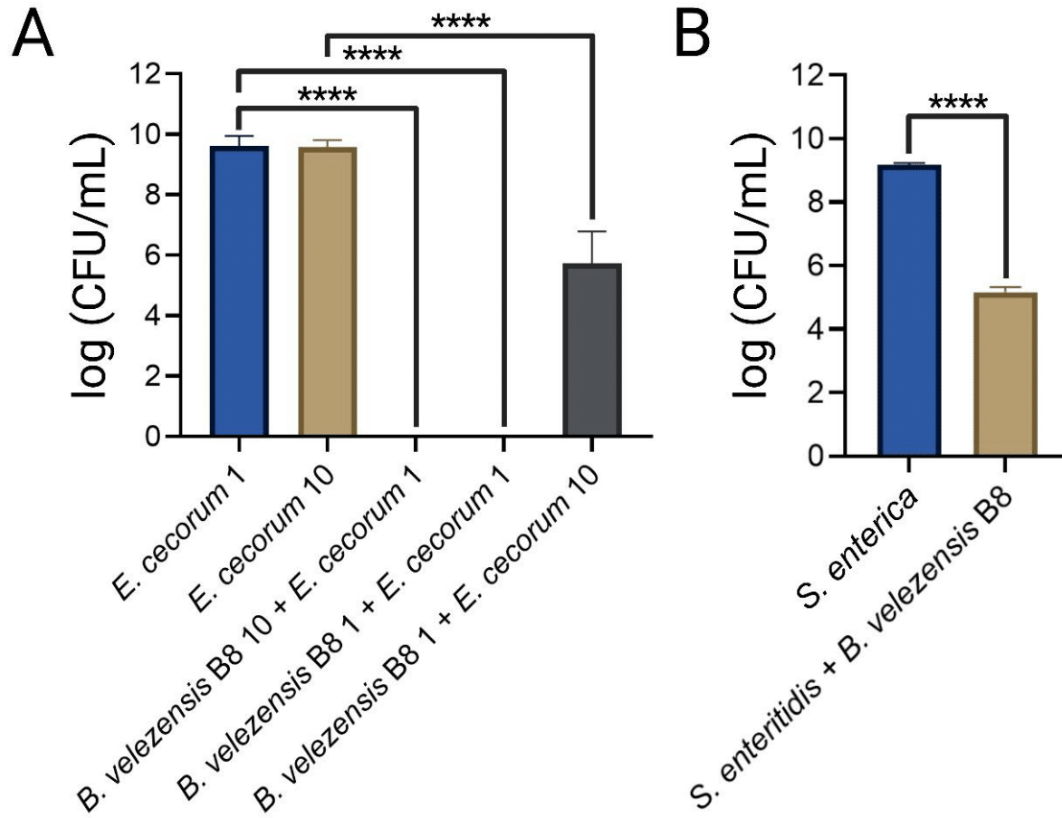 A
****
****
****
log (CFU/mL)
12
10
8
6
4
2
0
E. cecorum 1
E. cecorum 10
B. velezensis B8 10 + E. cecorum 1
B. velezensis B8 1 + E. cecorum 1
B. velezensis B8 1 + E. cecorum 10
B
****
log (CFU/mL)
12
10
8
6
4
2
0
S. enterica
S. enteritidis + B. velezensis B8